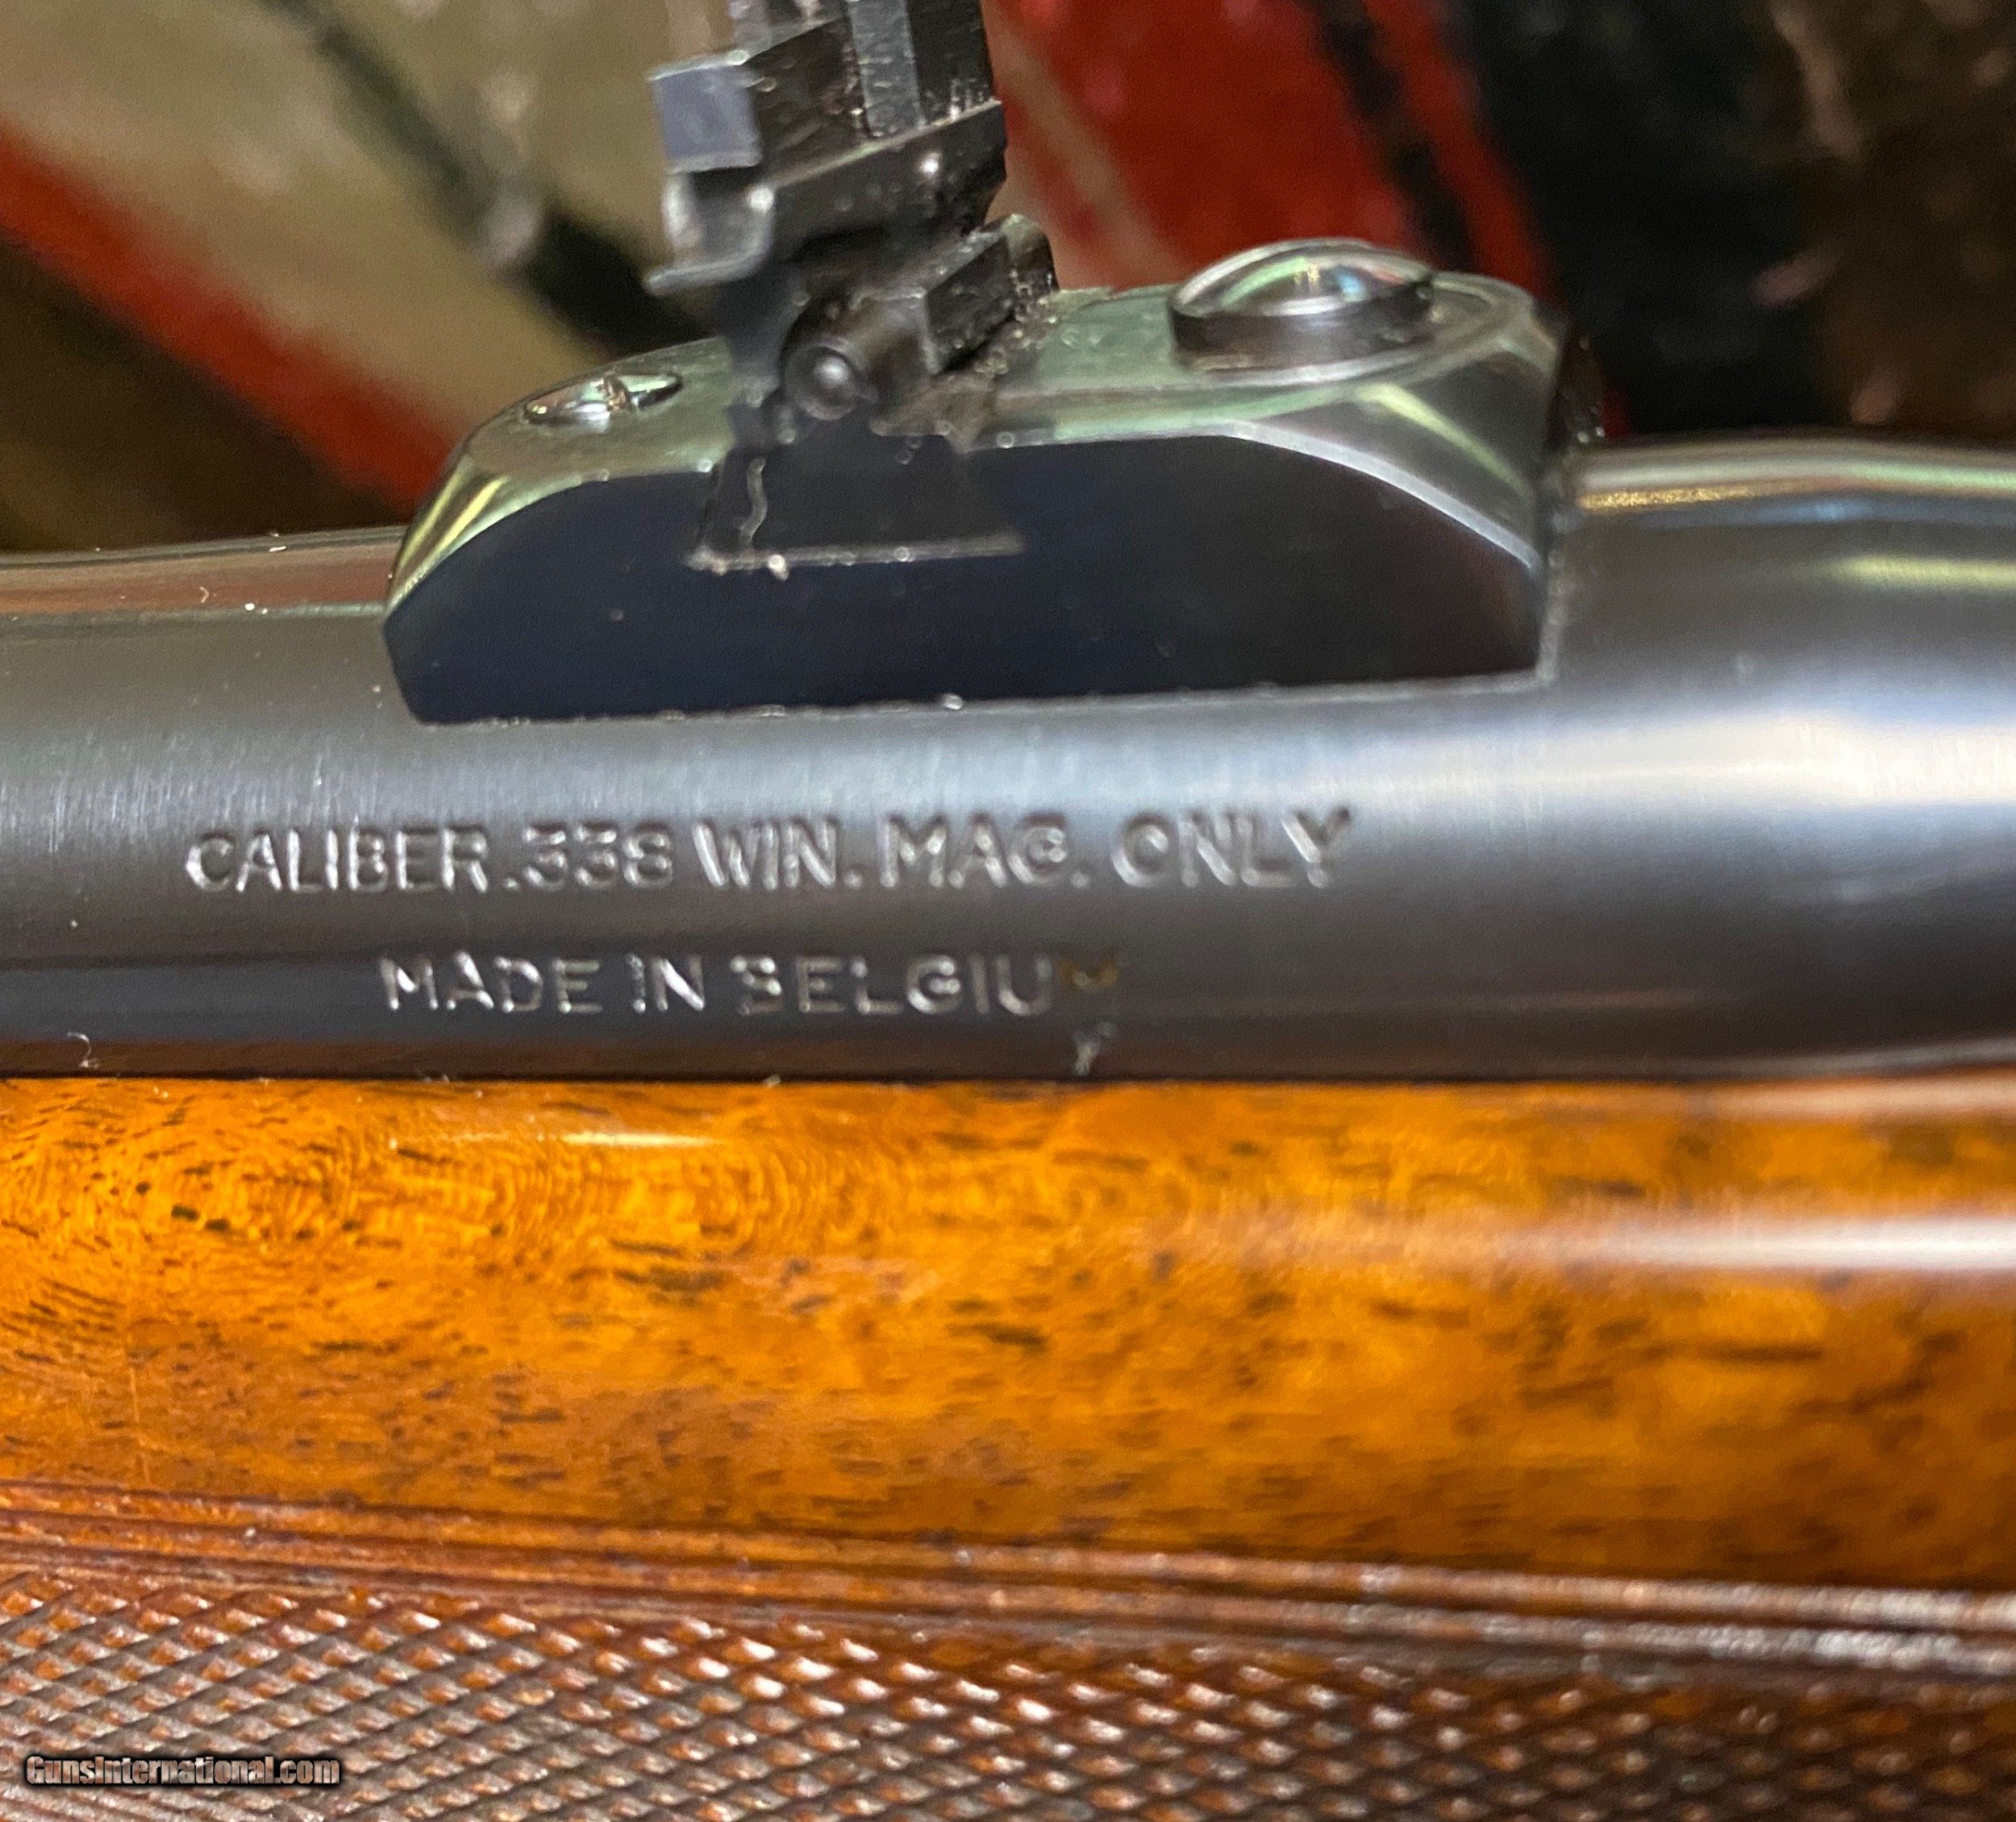 CALIBER .338 WIN. MAG. ONLY
MADE IN BELGIUM
Y
GunsInternational.com